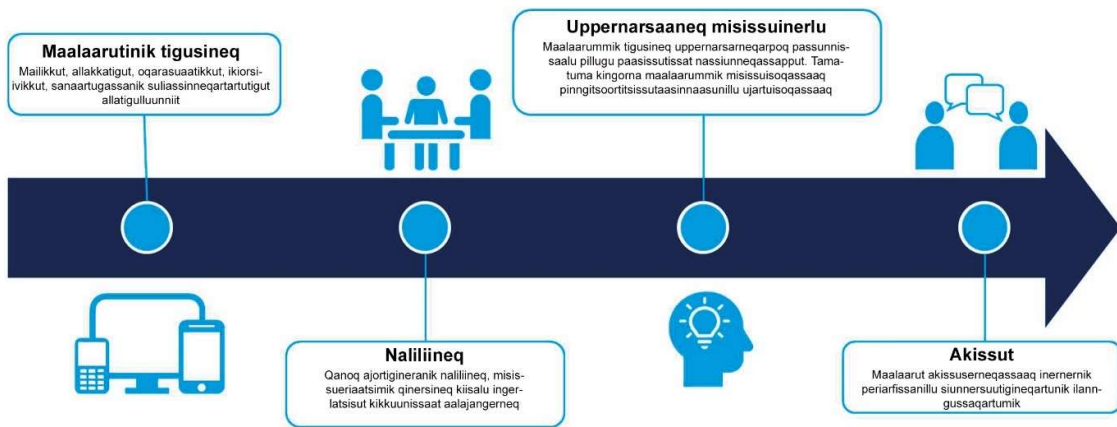 Maalaarutinik tigusineq
Mailikkut, allakkatigut, oqarasuaatikkut, ikiorsi-
ivikkut, sanaartugassanik suliassinneqartartutigut
allatigulluunniit
Naliliineq
Qanoq ajortigineranik naliliineq, misis-
sueriaatsimik qinersineq kiisalu inger-
latsisut kikkuunissaat aalajangerneq
Uppernarsaaneq misissuinerlu
Maalaarummik tigusineq uppernarsarneqarpoq passunnis-
saalu pillugu paasissutissat nassiunneqassapput. Tama-
tuma kingorna maalaarummik misissuisoqassaaq
pinngitsoortitsissutaasinnaasunillu ujartuisoqassaaq
Akissut
Maalaarut akissuserneqassaaq inernernik
periarfissanillu siunnersuutigineqartunik ilann-
gussaqartumik